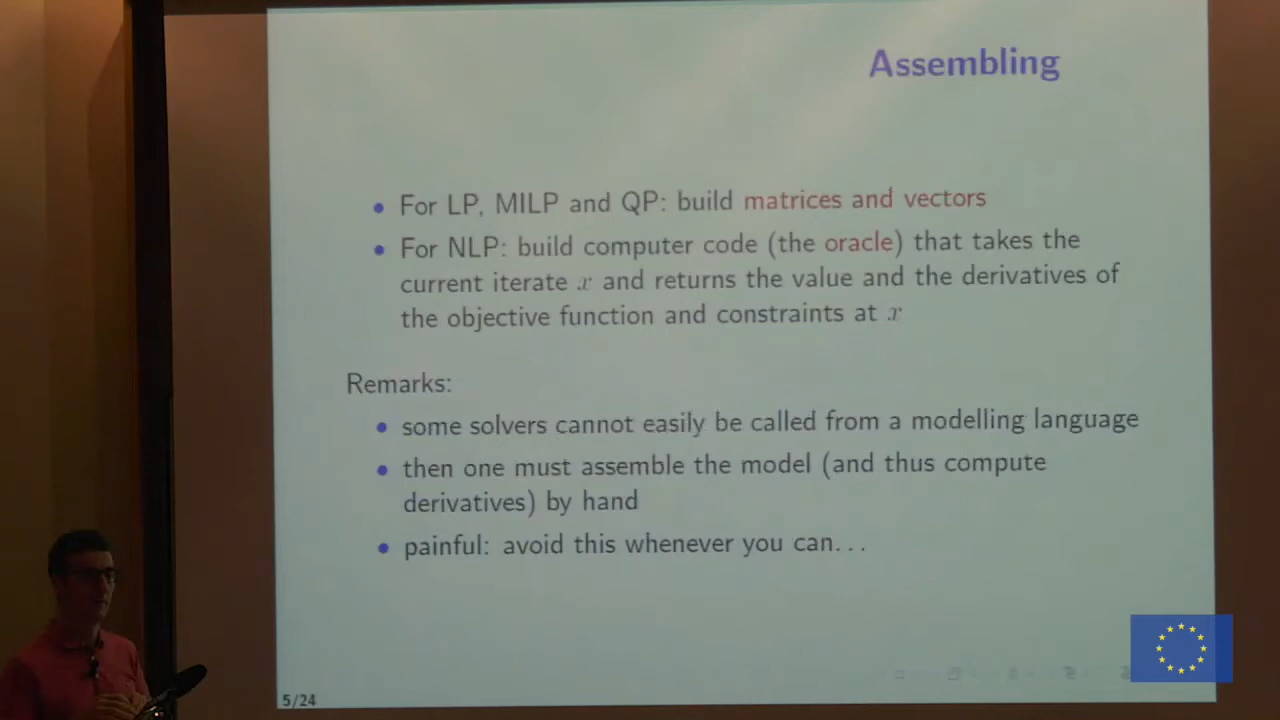 Assembling
• For LP, MILP and QP: build matrices and vectors
• For NLP: build computer code (the oracle) that takes the
current iterate x and returns the value and the derivatives of
the objective function and constraints at x
Remarks:
• some solvers cannot easily be called from a modelling language
• then one must assemble the model (and thus compute
derivatives) by hand
• painful: avoid this whenever you can...
5/24